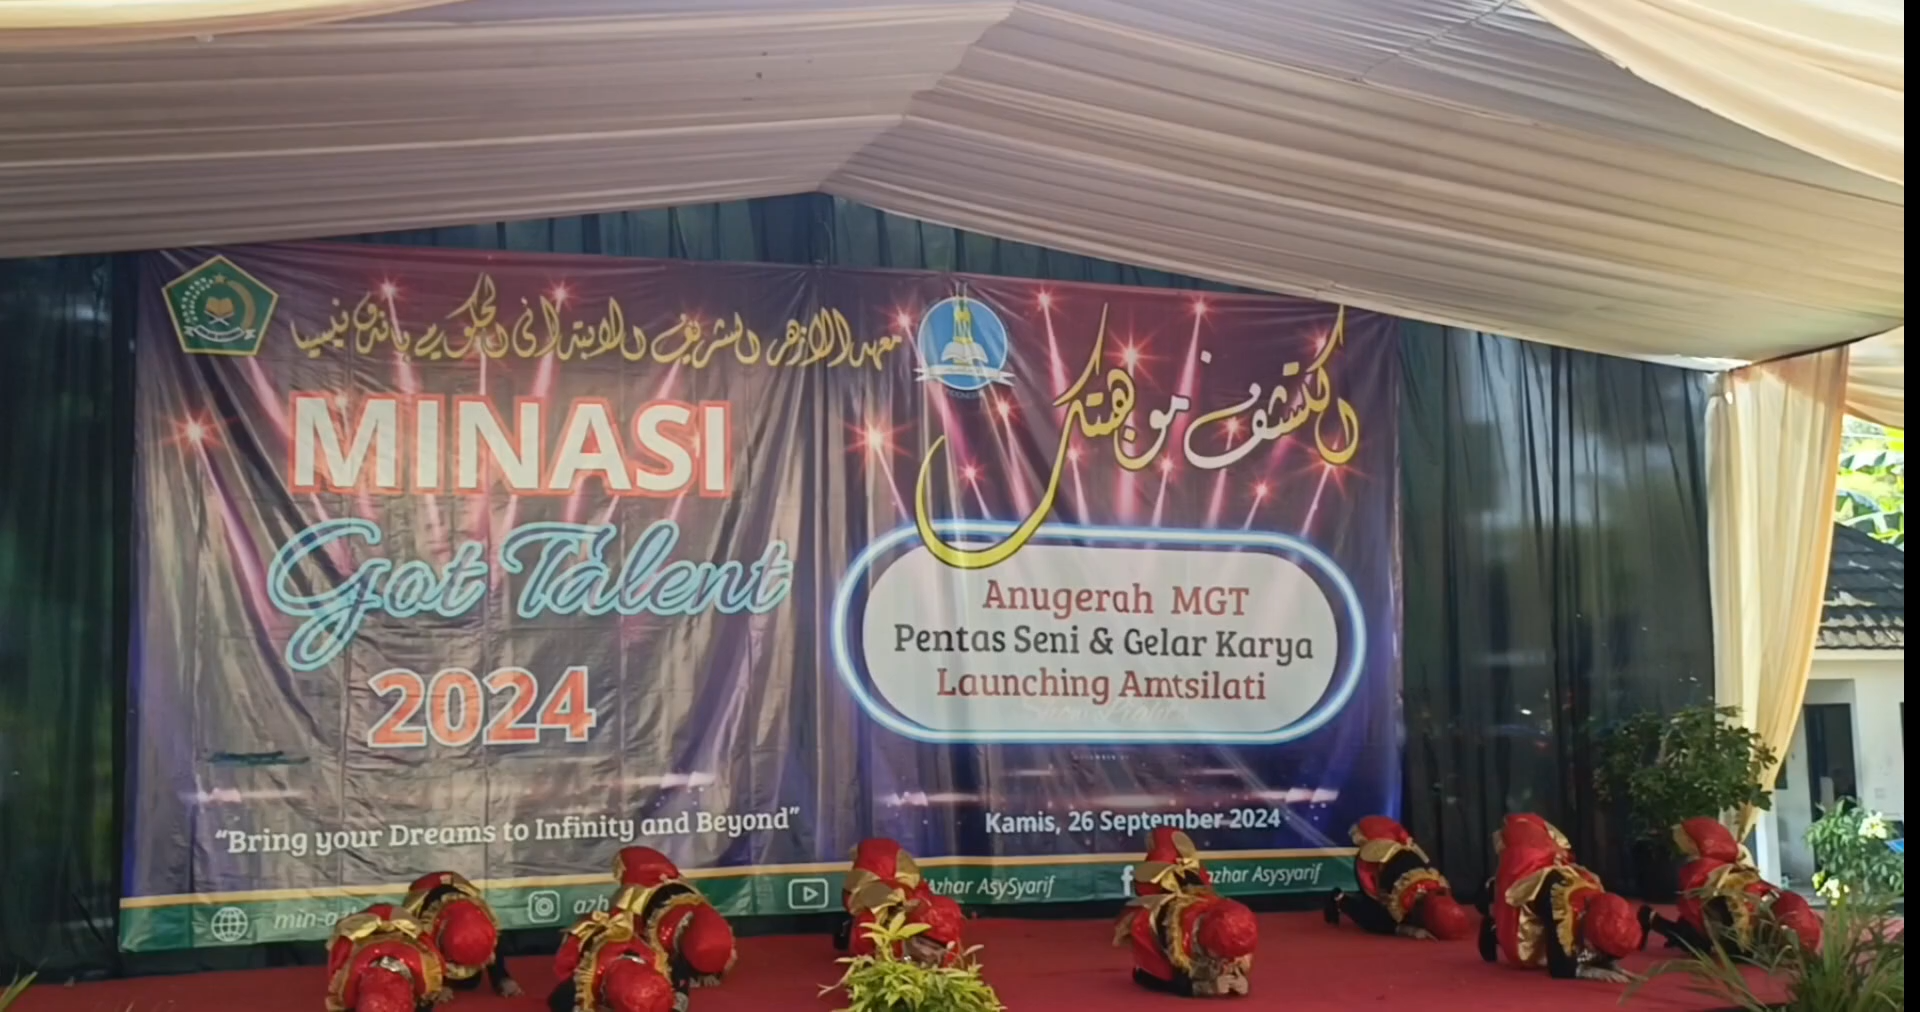 معهد الازهر الشريف الابتدائي الحكومي باندونيسيا
اكتشف موهبتك
MINASI
Got Talent
2024
Anugerah MGT
Pentas Seni & Gelar Karya
Launching Amtsilati
"Bring your Dreams to Infinity and Beyond"
Kamis, 26 September 2024
Azhar AsySyarif
azhar Asysyarif